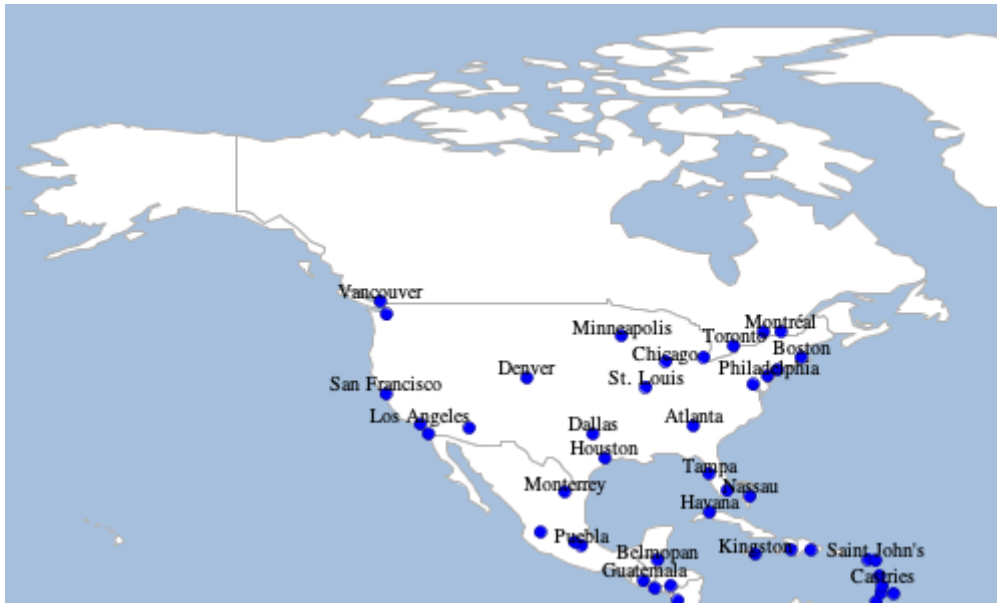 Vancouver
Minneapolis
Montréal
Toronto
Boston
Chicago
Denver
St. Louis
Philadelphia
San Francisco
Los Angeles
Dallas
Atlanta
Houston
Tampa
Monterrey
Nassau
Havana
Puebla
Kingston
Belmopan
Saint John's
Guatemala
Castries